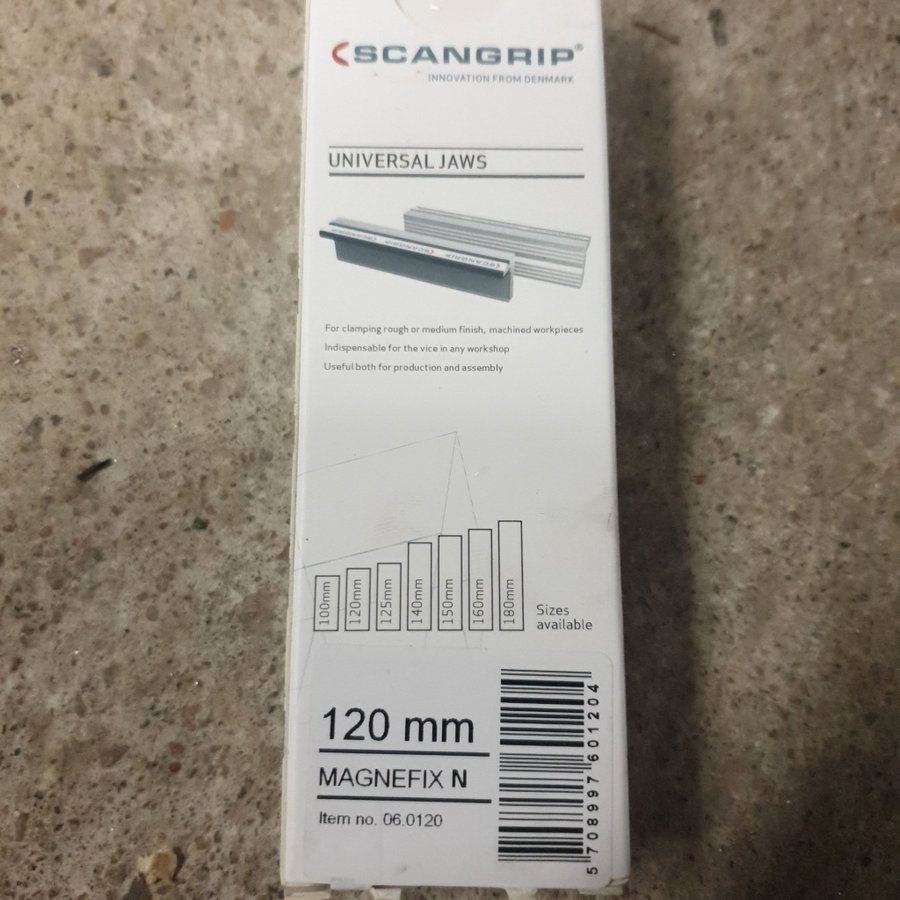 SCANGRIP®
INNOVATION FROM DENMARK
UNIVERSAL JAWS
SCANGRIP
SCANGRIP
For clamping rough or medium finish, machined workpieces
Indispensable for the vice in any workshop
Useful both for production and assembly
100mm
120mm
125mm
140mm
150mm
160mm
180mm
Sizes
available
120 mm
MAGNEFIX N
Item no. 06.0120
5 708997 601204